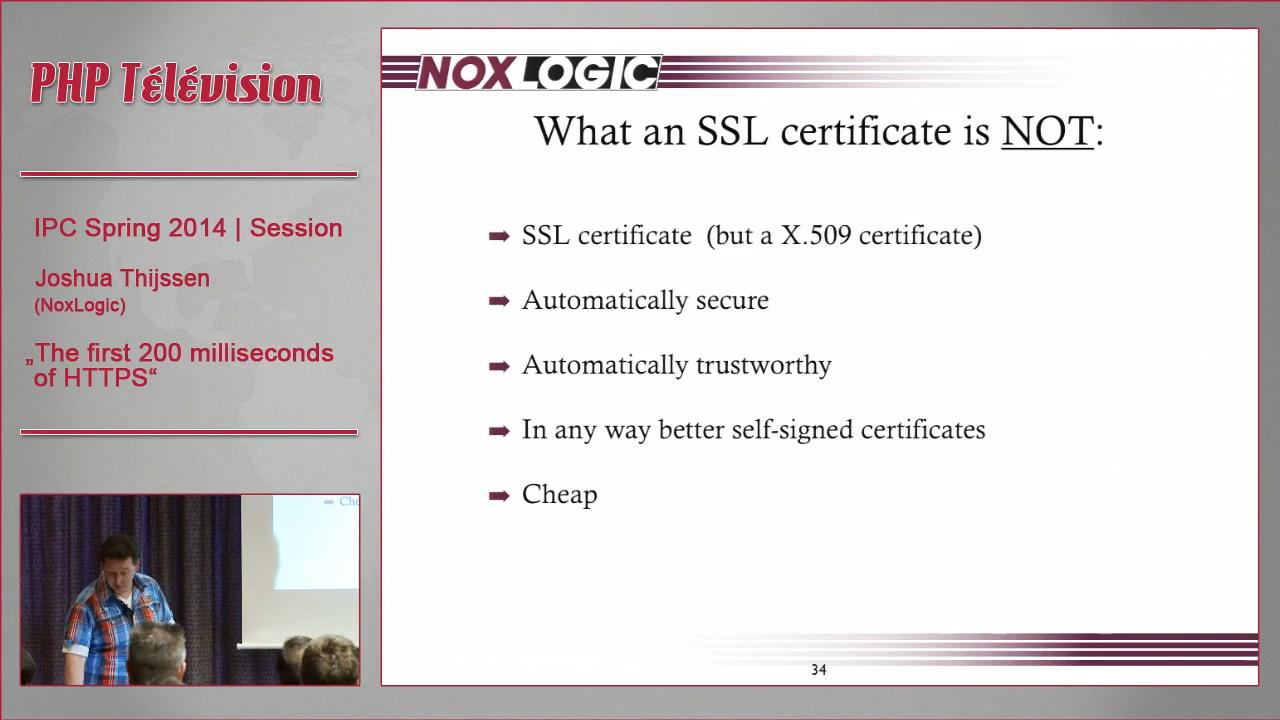 PHP Télévision
IPC Spring 2014 | Session
Joshua Thijssen
(NoxLogic)
„The first 200 milliseconds
of HTTPS“
NOXLOGIC
What an SSL certificate is NOT:
➡ SSL certificate (but a X.509 certificate)
➡ Automatically secure
➡ Automatically trustworthy
➡ In any way better self-signed certificates
➡ Cheap
34
➡ Che